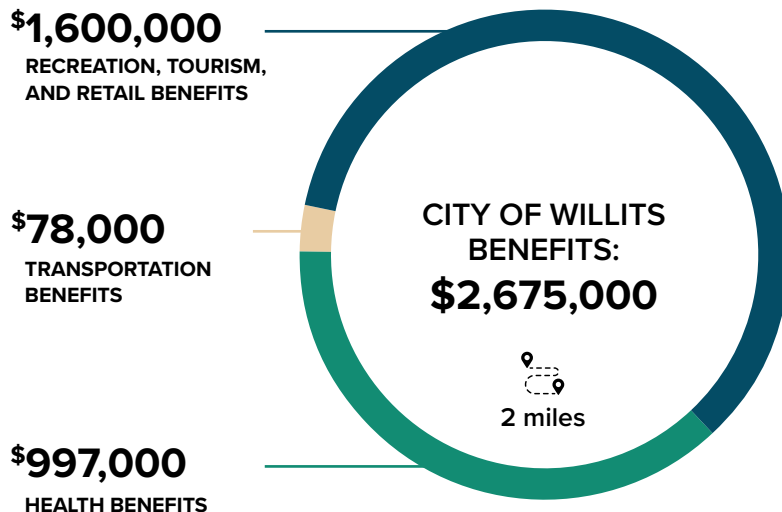 $1,600,000
RECREATION, TOURISM,
AND RETAIL BENEFITS
$78,000
TRANSPORTATION
BENEFITS
$997,000
HEALTH BENEFITS
CITY OF WILLITS
BENEFITS:
$2,675,000
2 miles